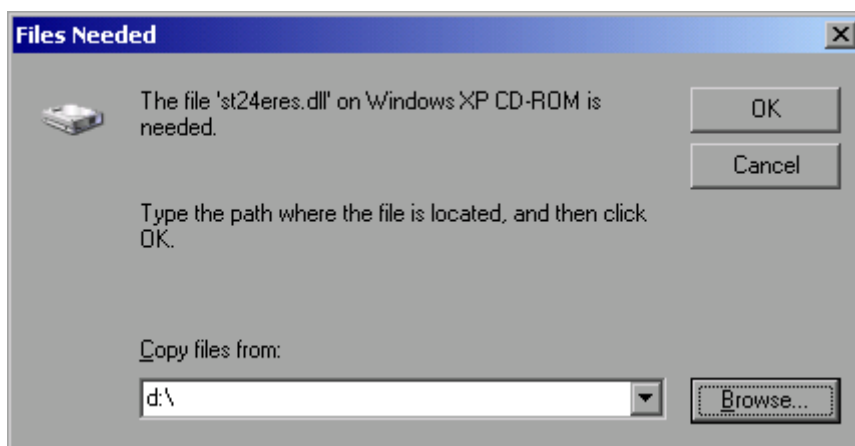 Files Needed
The file 'st24eres.dll' on Windows XP CD-ROM is
needed.
OK
Cancel
Type the path where the file is located, and then click
OK.
Copy files from:
d:\
Browse...